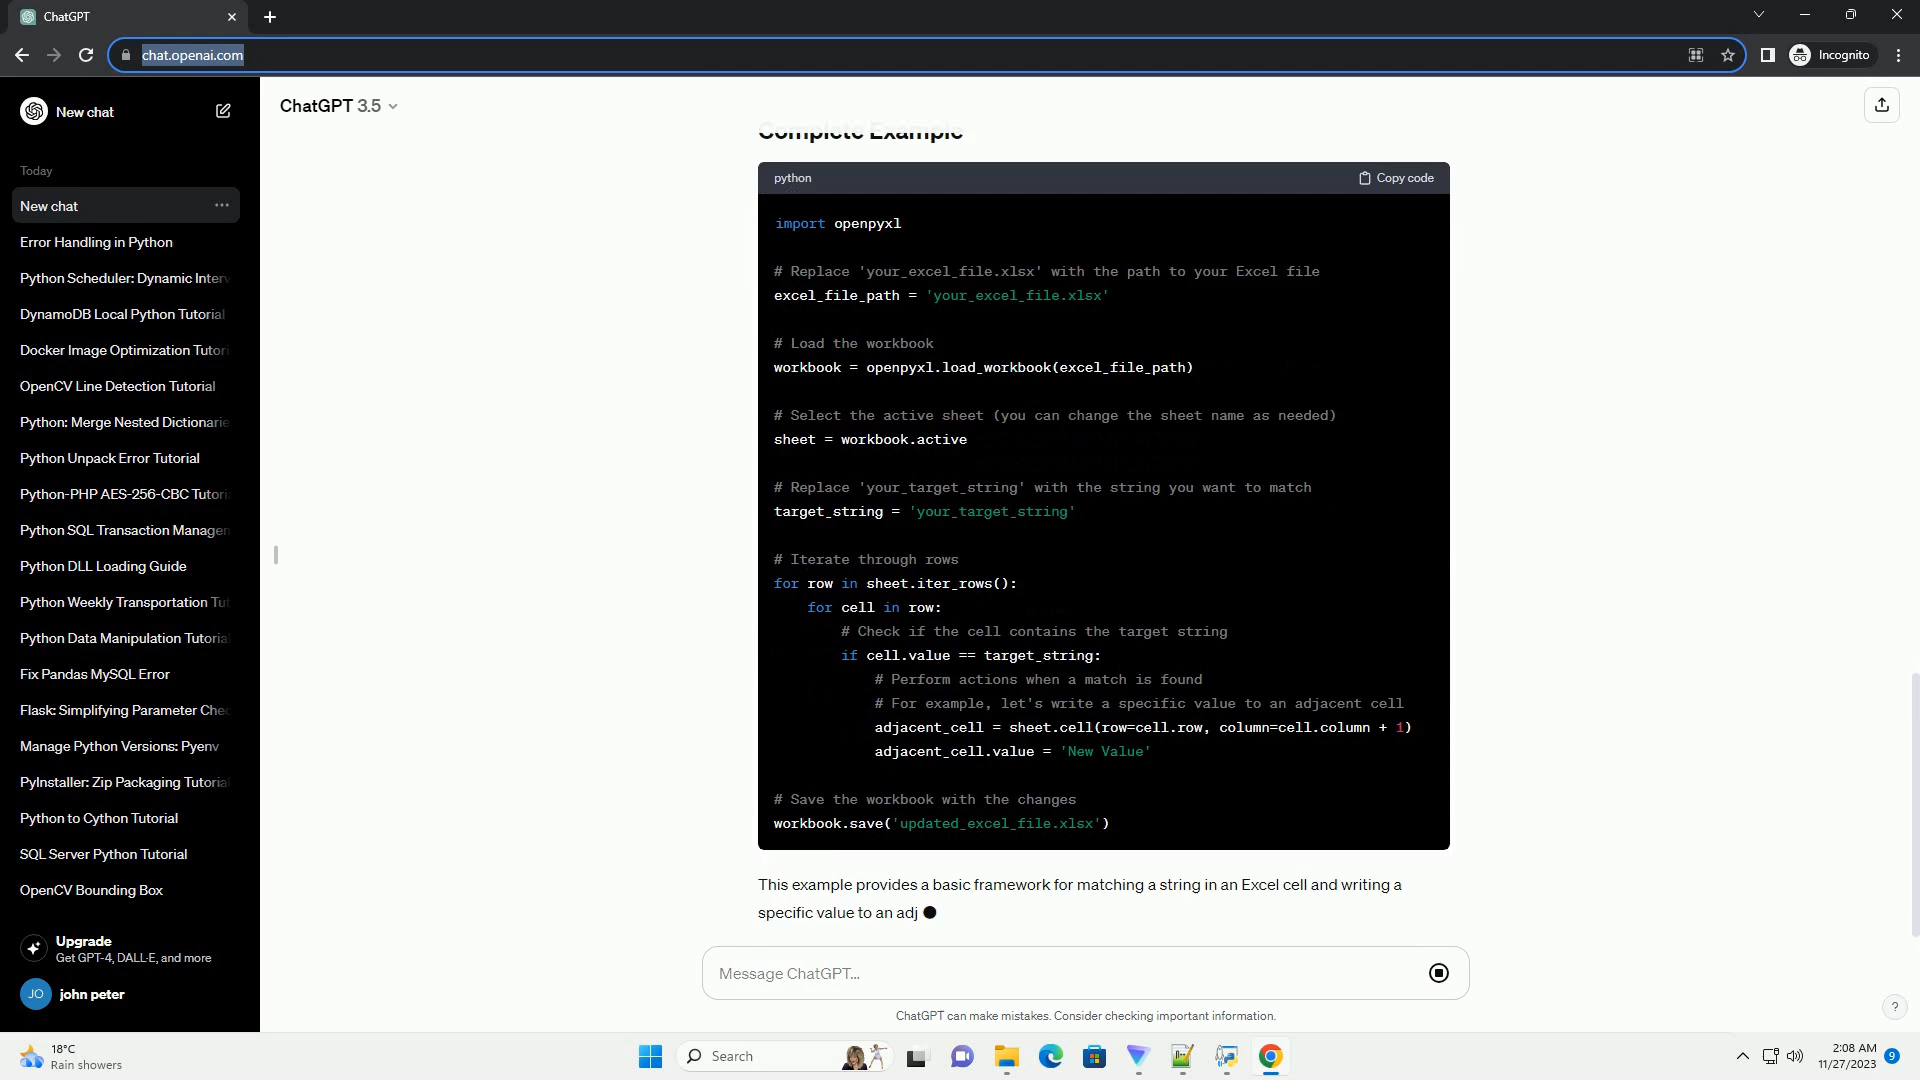 ChatGPT
chat.openai.com
Incognito
New chat
ChatGPT 3.5
Today
New chat
Error Handling in Python
Python Scheduler: Dynamic Interv
DynamoDB Local Python Tutorial
Docker Image Optimization Tutori
OpenCV Line Detection Tutorial
Python: Merge Nested Dictionarie
Python Unpack Error Tutorial
Python-PHP AES-256-CBC Tutori
Python SQL Transaction Managen
Python DLL Loading Guide
Python Weekly Transportation Tut
Python Data Manipulation Tutorial
Fix Pandas MySQL Error
Flask: Simplifying Parameter Chec
Manage Python Versions: Pyenv
PyInstaller: Zip Packaging Tutorial
Python to Cython Tutorial
SQL Server Python Tutorial
OpenCV Bounding Box
Upgrade
Get GPT-4, DALL·E, and more
JO john peter
Complete Example
python Copy code
import openpyxl
# Replace 'your_excel_file.xlsx' with the path to your Excel file
excel_file_path = 'your_excel_file.xlsx'
# Load the workbook
workbook = openpyxl.load_workbook(excel_file_path)
# Select the active sheet (you can change the sheet name as needed)
sheet = workbook.active
# Replace 'your_target_string' with the string you want to match
target_string = 'your_target_string'
# Iterate through rows
for row in sheet.iter_rows():
for cell in row:
# Check if the cell contains the target string
if cell.value == target_string:
# Perform actions when a match is found
# For example, let's write a specific value to an adjacent cell
adjacent_cell = sheet.cell(row=cell.row, column=cell.column + 1)
adjacent_cell.value = 'New Value'
# Save the workbook with the changes
workbook.save('updated_excel_file.xlsx')
This example provides a basic framework for matching a string in an Excel cell and writing a
specific value to an adj
Message ChatGPT...
ChatGPT can make mistakes. Consider checking important information.
?
18°C
Rain showers
Search
2:08 AM
11/27/2023
9